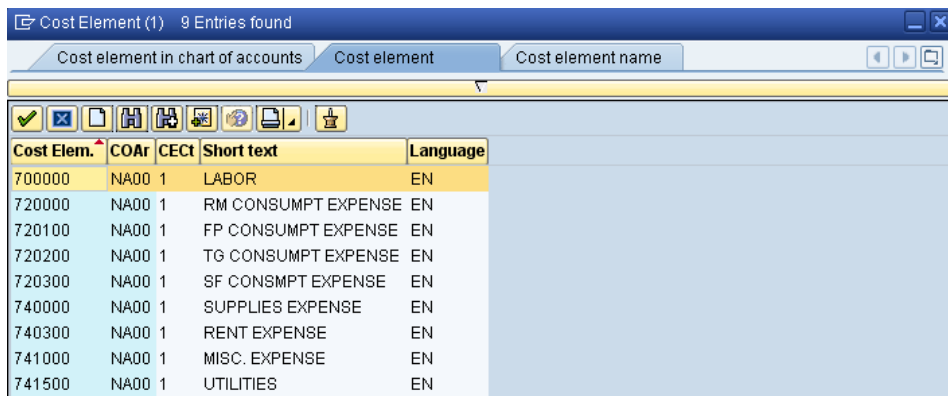 Cost Element (1) 9 Entries found
Cost element in chart of accounts Cost element Cost element name
Cost Elem. COAr CECt Short text Language
700000 NA00 1 LABOR EN
720000 NA00 1 RM CONSUMPT EXPENSE EN
720100 NA00 1 FP CONSUMPT EXPENSE EN
720200 NA00 1 TG CONSUMPT EXPENSE EN
720300 NA00 1 SF CONSMPT EXPENSE EN
740000 NA00 1 SUPPLIES EXPENSE EN
740300 NA00 1 RENT EXPENSE EN
741000 NA00 1 MISC. EXPENSE EN
741500 NA00 1 UTILITIES EN